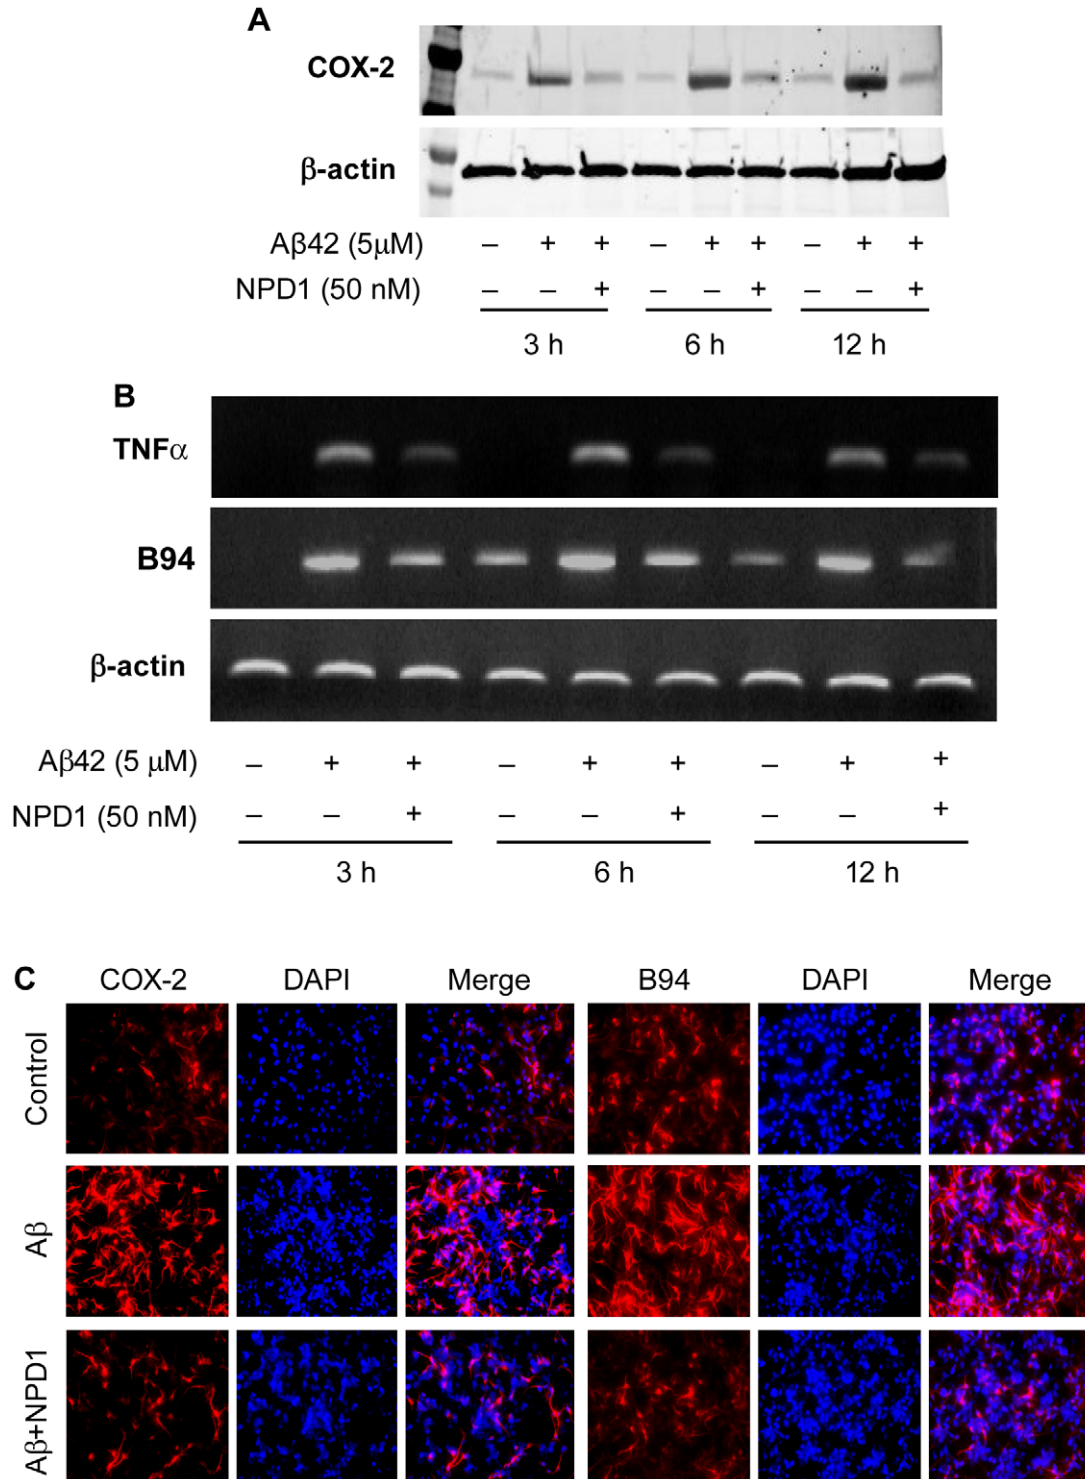 A
COX-2
β-actin
Aβ42 (5μM) – + + – + + – + +
NPD1 (50 nM) – – + – – + – – +
3 h 6 h 12 h
B
TNFα
B94
β-actin
Aβ42 (5 μM) – + + – + + – + +
NPD1 (50 nM) – – + – – + – – +
3 h 6 h 12 h
C COX-2 DAPI Merge B94 DAPI Merge
Control
Aβ
Aβ+NPD1